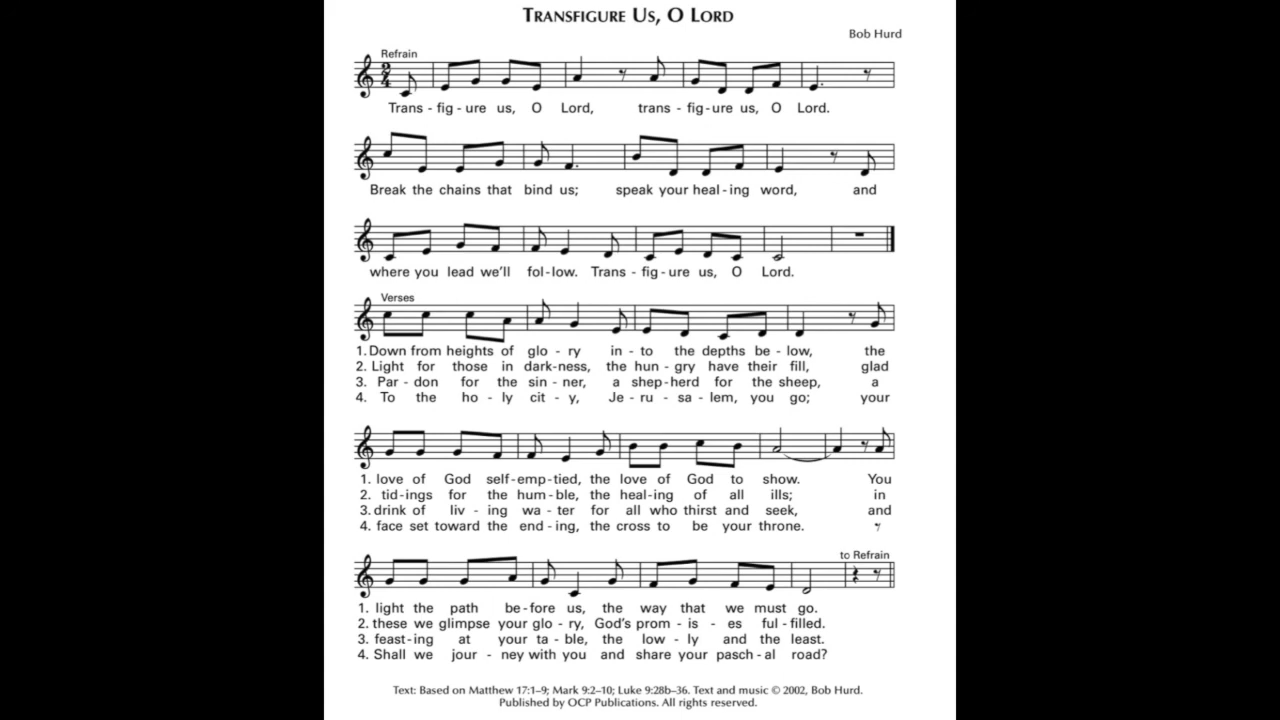 TRANSFIGURE US, O LORD
Bob Hurd
Refrain
2
4
Trans - fig - ure us, O Lord, trans - fig - ure us, O Lord.
Break the chains that bind us; speak your heal - ing word, and
where you lead we'll fol - low. Trans - fig - ure us, O Lord.
Verses
1. Down from heights of glo - ry in - to the depths be - low, the
2. Light for those in dark - ness, the hun - gry have their fill, glad
3. Par - don for the sin - ner, a shep - herd for the sheep, a
4. To the ho - ly cit - y, Je - ru - sa - lem, you go; your
1. love of God self - emp - tied, the love of God to show. You
2. tid - ings for the hum - ble, the heal - ing of all ills; in
3. drink of liv - ing wa - ter for all who thirst and seek, and
4. face set toward the end - ing, the cross to be your throne.
to Refrain
1. light the path be - fore us, the way that we must go.
2. these we glimpse your glo - ry, God's prom - is - es ful - filled.
3. feast - ing at your ta - ble, the low - ly and the least.
4. Shall we jour - ney with you and share your pasch - al road?
Text: Based on Matthew 17:1–9; Mark 9:2–10; Luke 9:28b–36. Text and music © 2002, Bob Hurd.
Published by OCP Publications. All rights reserved.